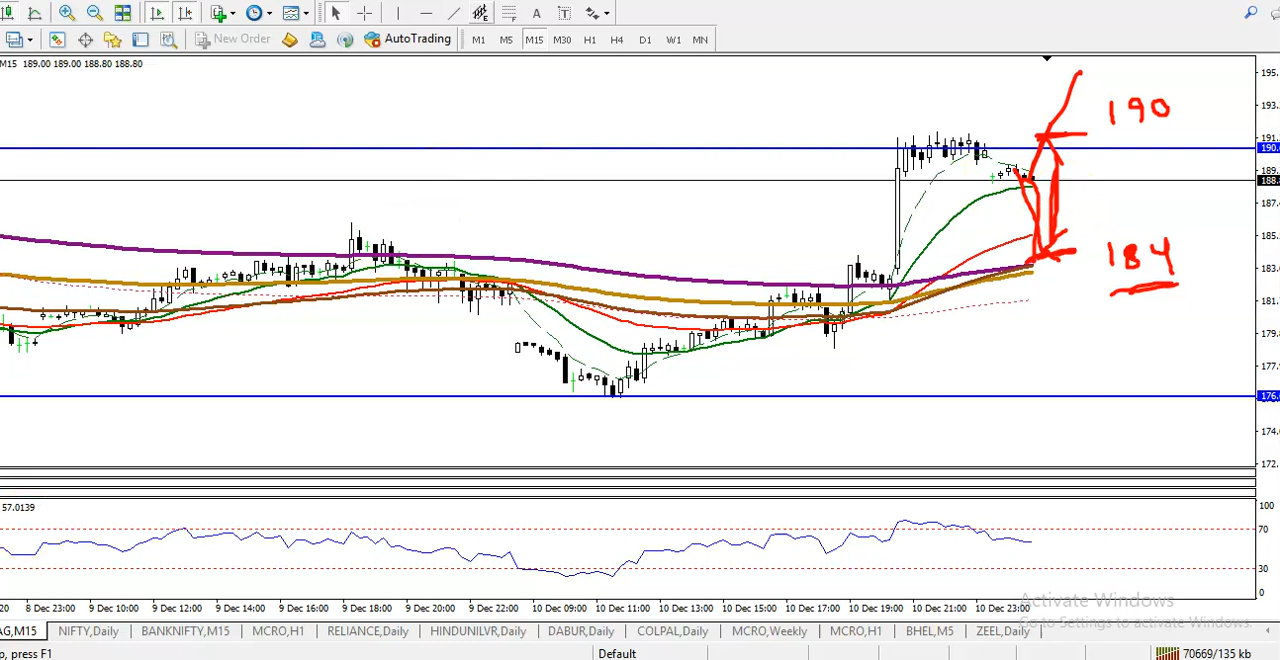 New Order
AutoTrading
M1 M5 M15 M30 H1 H4 D1 W1 MN
M15 189.00 189.00 188.80 188.80
195.
190
193.
191.
190.
189.
188.
187.
185.
184
183.
181.
179.
177.
176.
174.
172.
57.0139
100
70
30
0
20 8 Dec 23:00 9 Dec 10:00 9 Dec 12:00 9 Dec 14:00 9 Dec 16:00 9 Dec 18:00 9 Dec 20:00 9 Dec 22:00 10 Dec 09:00 10 Dec 11:00 10 Dec 13:00 10 Dec 15:00 10 Dec 17:00 10 Dec 19:00 10 Dec 21:00 10 Dec 23:00
Activate Windows
Go to Settings to activate Windows.
AG,M15 NIFTY,Daily BANKNIFTY,M15 MCRO,H1 RELIANCE,Daily HINDUNILVR,Daily DABUR,Daily COLPAL,Daily MCRO,Weekly MCRO,H1 BHEL,M5 ZEEL,Daily
p, press F1 Default 70669/135 kb